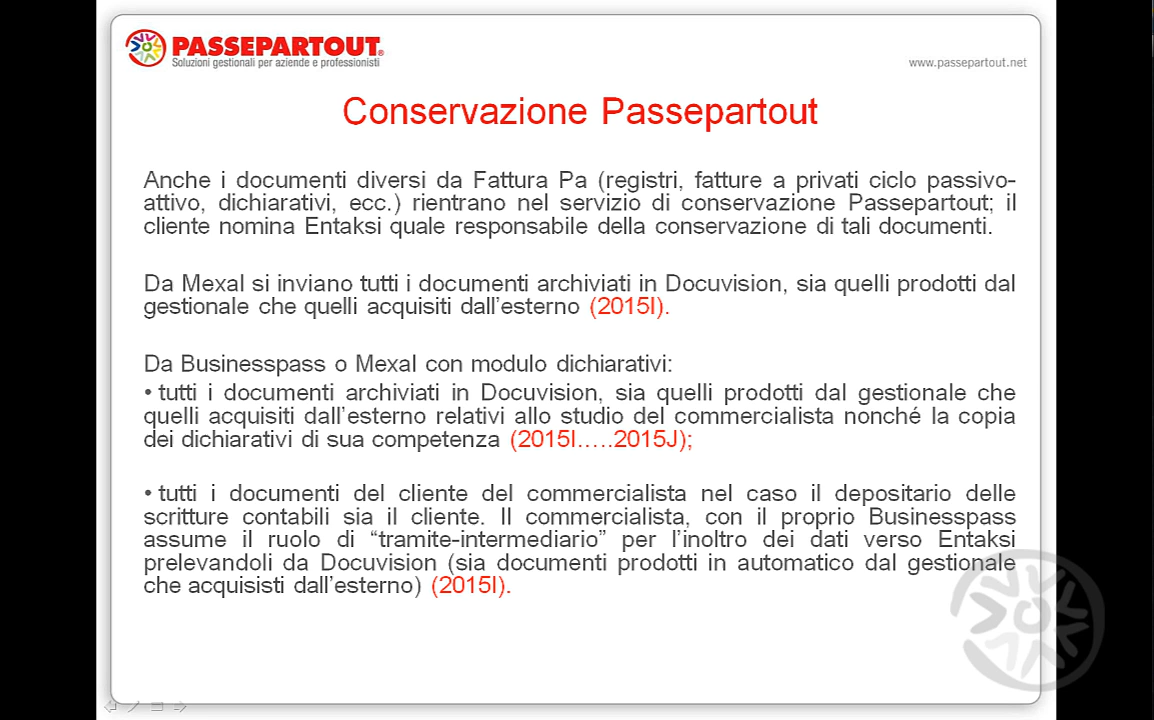 PASSEPARTOUT®
Soluzioni gestionali per aziende e professionisti
www.passepartout.net
Conservazione Passepartout
Anche i documenti diversi da Fattura Pa (registri, fatture a privati ciclo passivo-
attivo, dichiarativi, ecc.) rientrano nel servizio di conservazione Passepartout; il
cliente nomina Entaksi quale responsabile della conservazione di tali documenti.
Da Mexal si inviano tutti i documenti archiviati in Docuvision, sia quelli prodotti dal
gestionale che quelli acquisiti dall'esterno (2015I).
Da Businesspass o Mexal con modulo dichiarativi:
• tutti i documenti archiviati in Docuvision, sia quelli prodotti dal gestionale che
quelli acquisiti dall'esterno relativi allo studio del commercialista nonché la copia
dei dichiarativi di sua competenza (2015I.….2015J);
• tutti i documenti del cliente del commercialista nel caso il depositario delle
scritture contabili sia il cliente. Il commercialista, con il proprio Businesspass
assume il ruolo di “tramite-intermediario” per l'inoltro dei dati verso Entaksi
prelevandoli da Docuvision (sia documenti prodotti in automatico dal gestionale
che acquisisti dall'esterno) (2015I).